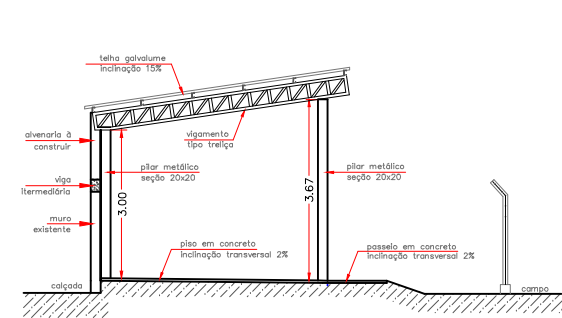 telha galvalume
inclinação 15%
alvenaria à
construir
vigamento
tipo treliça
pilar metálico
seção 20x20
pilar metálico
seção 20x20
viga
itermediária
3.00
3.67
muro
existente
piso em concreto
inclinação transversal 2%
passeio em concreto
inclinação transversal 2%
calçada
campo